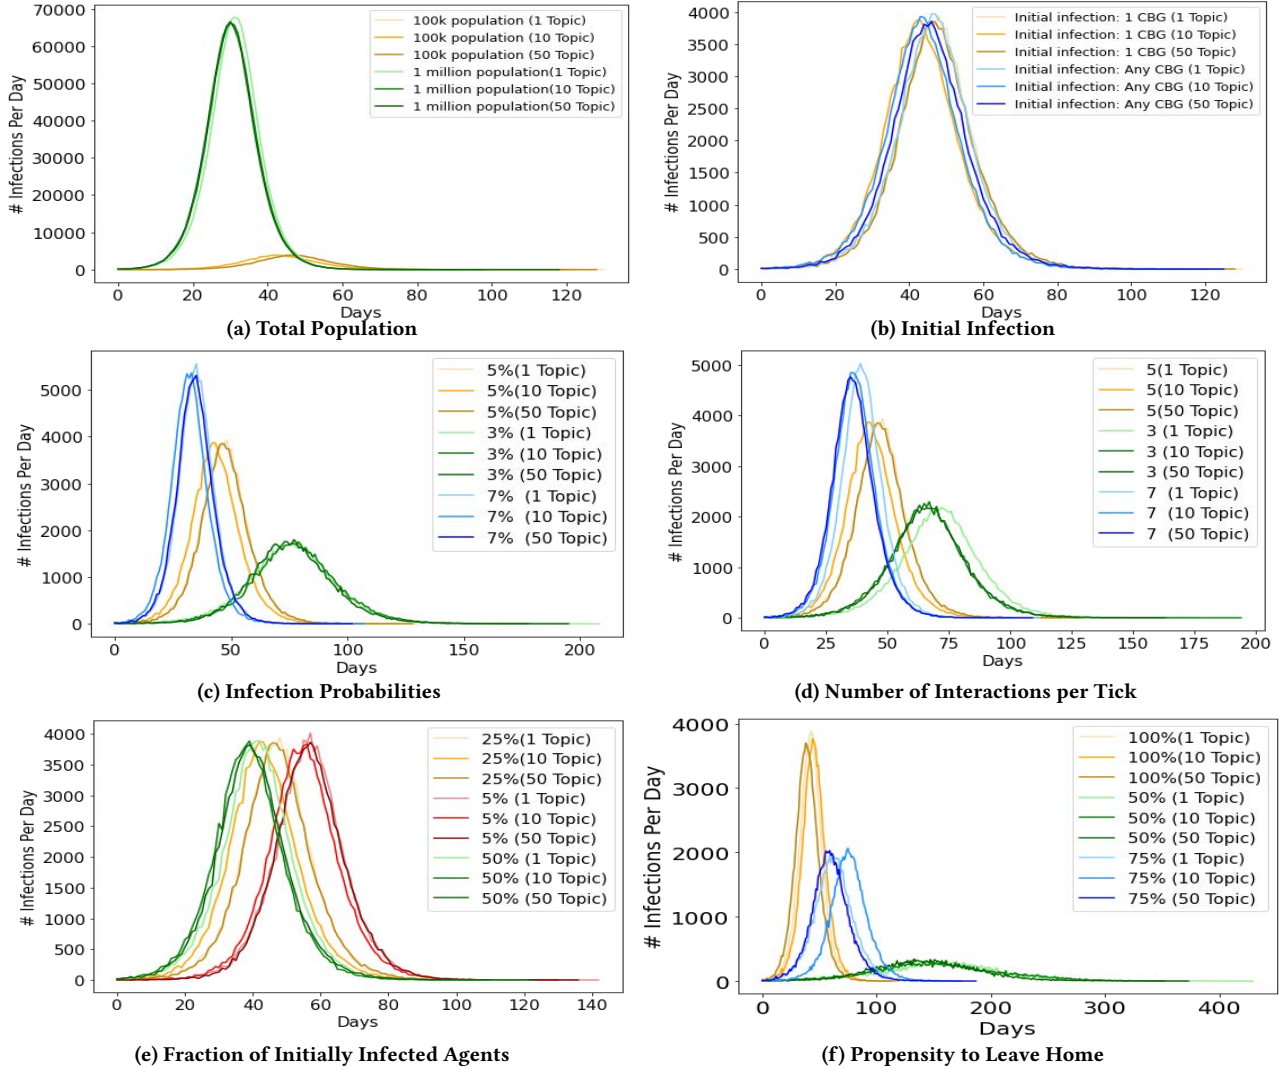 # Infections Per Day
70000
60000
50000
40000
30000
20000
10000
0
100k population (1 Topic)
100k population (10 Topic)
100k population (50 Topic)
1 million population(1 Topic)
1 million population(10 Topic)
1 million population(50 Topic)
0 20 40 60 80 100 120
Days
(a) Total Population
# Infections Per Day
4000
3500
3000
2500
2000
1500
1000
500
0
Initial infection: 1 CBG (1 Topic)
Initial infection: 1 CBG (10 Topic)
Initial infection: 1 CBG (50 Topic)
Initial infection: Any CBG (1 Topic)
Initial infection: Any CBG (10 Topic)
Initial infection: Any CBG (50 Topic)
0 20 40 60 80 100 120
Days
(b) Initial Infection
# Infections Per Day
5000
4000
3000
2000
1000
0
5%(1 Topic)
5%(10 Topic)
5%(50 Topic)
3% (1 Topic)
3% (10 Topic)
3% (50 Topic)
7% (1 Topic)
7% (10 Topic)
7% (50 Topic)
0 50 100 150 200
Days
(c) Infection Probabilities
# Infections Per Day
5000
4000
3000
2000
1000
0
5(1 Topic)
5(10 Topic)
5(50 Topic)
3 (1 Topic)
3 (10 Topic)
3 (50 Topic)
7 (1 Topic)
7 (10 Topic)
7 (50 Topic)
0 25 50 75 100 125 150 175 200
Days
(d) Number of Interactions per Tick
# Infections Per Day
4000
3500
3000
2500
2000
1500
1000
500
0
25%(1 Topic)
25%(10 Topic)
25%(50 Topic)
5% (1 Topic)
5% (10 Topic)
5% (50 Topic)
50% (1 Topic)
50% (10 Topic)
50% (50 Topic)
0 20 40 60 80 100 120 140
Days
(e) Fraction of Initially Infected Agents
# Infections Per Day
4000
3000
2000
1000
0
100%(1 Topic)
100%(10 Topic)
100%(50 Topic)
50% (1 Topic)
50% (10 Topic)
50% (50 Topic)
75% (1 Topic)
75% (10 Topic)
75% (50 Topic)
0 100 200 300 400
Days
(f) Propensity to Leave Home